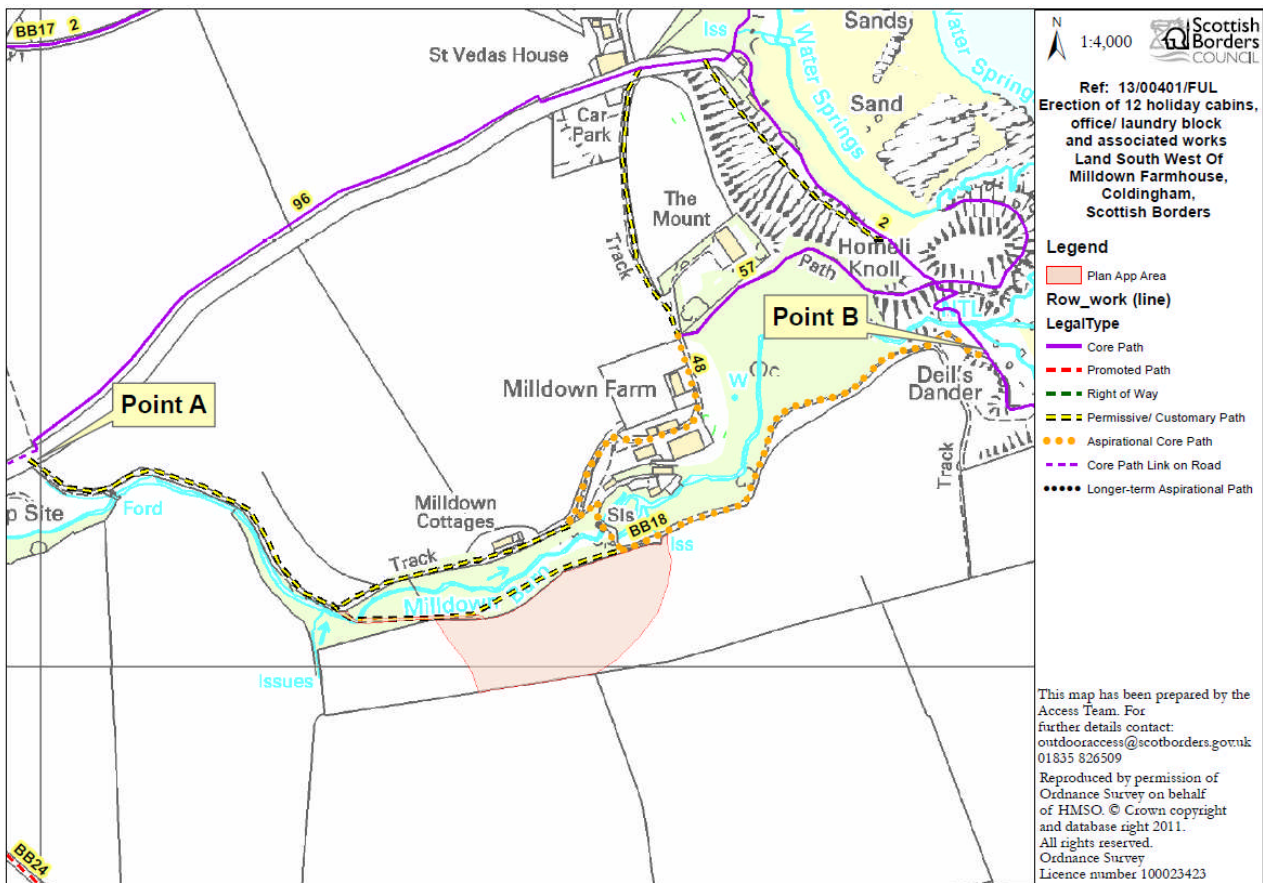 BB17 2
St Vedas House
Iss
Sands
Water Springs
Water Springs
Sand
Car
Park
96
The
Mount
Track
2
Homeli
Knoll
57
Path
Point B
NTL
48
Milldown Farm
W
Deil's
Dander
Point A
Track
p Site
Ford
Milldown
Cottages
Sls
BB18
Iss
Track
Milldown Burn
Issues
BB24
N
1:4,000
Scottish
Borders
COUNCIL
Ref: 13/00401/FUL
Erection of 12 holiday cabins,
office/ laundry block
and associated works
Land South West Of
Milldown Farmhouse,
Coldingham,
Scottish Borders
Legend
Plan App Area
Row_work (line)
LegalType
Core Path
Promoted Path
Right of Way
Permissive/ Customary Path
Aspirational Core Path
Core Path Link on Road
Longer-term Aspirational Path
This map has been prepared by the
Access Team. For
further details contact:
outdooraccess@scotborders.gov.uk
01835 826509
Reproduced by permission of
Ordnance Survey on behalf
of HMSO. © Crown copyright
and database right 2011.
All rights reserved.
Ordnance Survey
Licence number 100023423